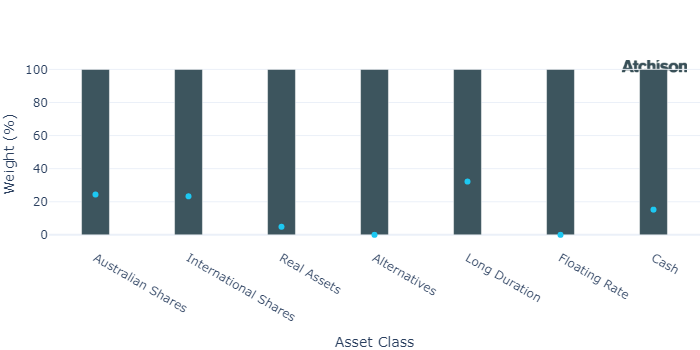 Atchison
100
80
60
40
20
0
Weight (%)
Australian Shares
International Shares
Real Assets
Alternatives
Long Duration
Floating Rate
Cash
Asset Class